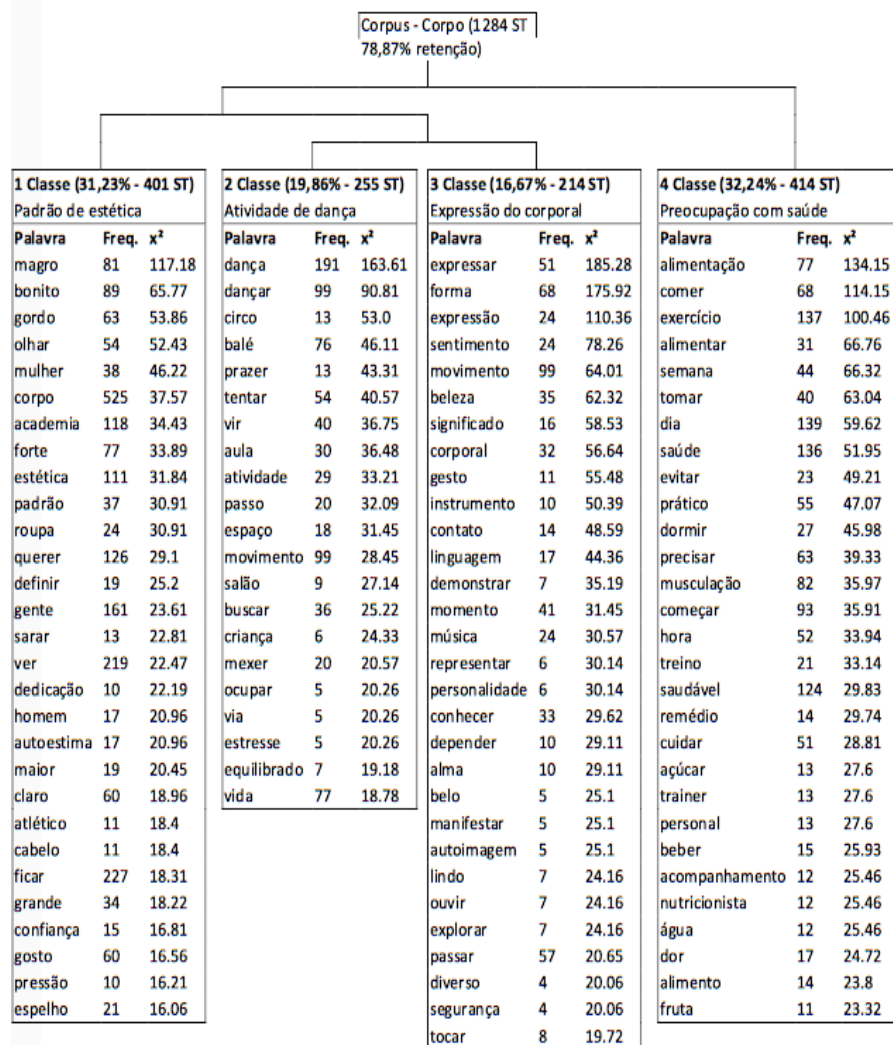 Corpus - Corpo (1284 ST
78,87% retenção)
1 Classe (31,23% - 401 ST)
Padrão de estética
Palavra Freq. x²
magro 81 117.18
bonito 89 65.77
gordo 63 53.86
olhar 54 52.43
mulher 38 46.22
corpo 525 37.57
academia 118 34.43
forte 77 33.89
estética 111 31.84
padrão 37 30.91
roupa 24 30.91
querer 126 29.1
definir 19 25.2
gente 161 23.61
sarar 13 22.81
ver 219 22.47
dedicação 10 22.19
homem 17 20.96
autoestima 17 20.96
maior 19 20.45
claro 60 18.96
atlético 11 18.4
cabelo 11 18.4
ficar 227 18.31
grande 34 18.22
confiança 15 16.81
gosto 60 16.56
pressão 10 16.21
espelho 21 16.06
2 Classe (19,86% - 255 ST)
Atividade de dança
Palavra Freq. x²
dança 191 163.61
dançar 99 90.81
circo 13 53.0
balé 76 46.11
prazer 13 43.31
tentar 54 40.57
vir 40 36.75
aula 30 36.48
atividade 29 33.21
passo 20 32.09
espaço 18 31.45
movimento 99 28.45
salão 9 27.14
buscar 36 25.22
criança 6 24.33
mexer 20 20.57
ocupar 5 20.26
via 5 20.26
estresse 5 20.26
equilibrado 7 19.18
vida 77 18.78
3 Classe (16,67% - 214 ST)
Expressão do corporal
Palavra Freq. x²
expressar 51 185.28
forma 68 175.92
expressão 24 110.36
sentimento 24 78.26
movimento 99 64.01
beleza 35 62.32
significado 16 58.53
corporal 32 56.64
gesto 11 55.48
instrumento 10 50.39
contato 14 48.59
linguagem 17 44.36
demonstrar 7 35.19
momento 41 31.45
música 24 30.57
representar 6 30.14
personalidade 6 30.14
conhecer 33 29.62
depender 10 29.11
alma 10 29.11
belo 5 25.1
manifestar 5 25.1
autoimagem 5 25.1
lindo 7 24.16
ouvir 7 24.16
explorar 7 24.16
passar 57 20.65
diverso 4 20.06
segurança 4 20.06
tocar 8 19.72
4 Classe (32,24% - 414 ST)
Preocupação com saúde
Palavra Freq. x²
alimentação 77 134.15
comer 68 114.15
exercício 137 100.46
alimentar 31 66.76
semana 44 66.32
tomar 40 63.04
dia 139 59.62
saúde 136 51.95
evitar 23 49.21
prático 55 47.07
dormir 27 45.98
precisar 63 39.33
musculação 82 35.97
começar 93 35.91
hora 52 33.94
treino 21 33.14
saudável 124 29.83
remédio 14 29.74
cuidar 51 28.81
açúcar 13 27.6
trainer 13 27.6
personal 13 27.6
beber 15 25.93
acompanhamento 12 25.46
nutricionista 12 25.46
água 12 25.46
dor 17 24.72
alimento 14 23.8
fruta 11 23.32